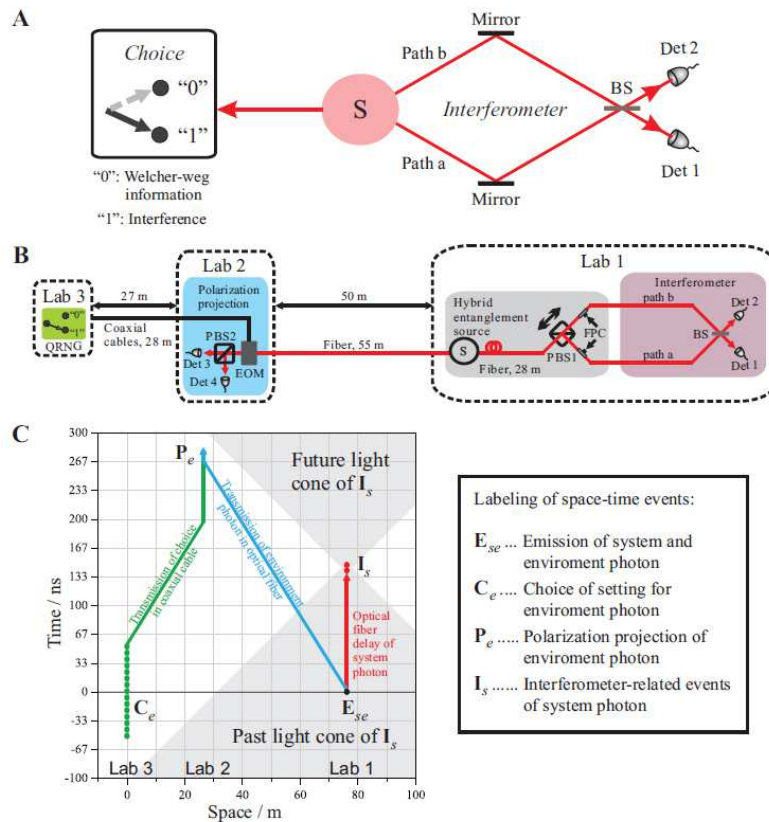 A
Choice
“0”
“1”
“0”: Welcher-weg
information
“1”: Interference
S
Path b
Path a
Mirror
Interferometer
Mirror
BS
Det 2
Det 1
B
Lab 3
“0”
“1”
QRNG
27 m
Coaxial
cables, 28 m
Lab 2
Polarization
projection
PBS2
Det 3
Det 4
EOM
50 m
Fiber, 55 m
Lab 1
Hybrid
entanglement
source
S
Fiber, 28 m
PBS1
FPC
Interferometer
path b
path a
BS
Det 2
Det 1
C
Time / ns
300
267
233
200
167
133
100
67
33
0
-33
-67
-100
Pe
Transmission of choice
in coaxial cable
Transmission of environment
photon in optical fiber
Future light
cone of Is
Is
Optical
fiber
delay of
system
photon
Ce
Ese
Past light cone of Is
Lab 3
Lab 2
Lab 1
0
20
40
60
80
100
Space / m
Labeling of space-time events:
Ese ... Emission of system and
enviroment photon
Ce .... Choice of setting for
enviroment photon
Pe ..... Polarization projection of
enviroment photon
Is ...... Interferometer-related events
of system photon